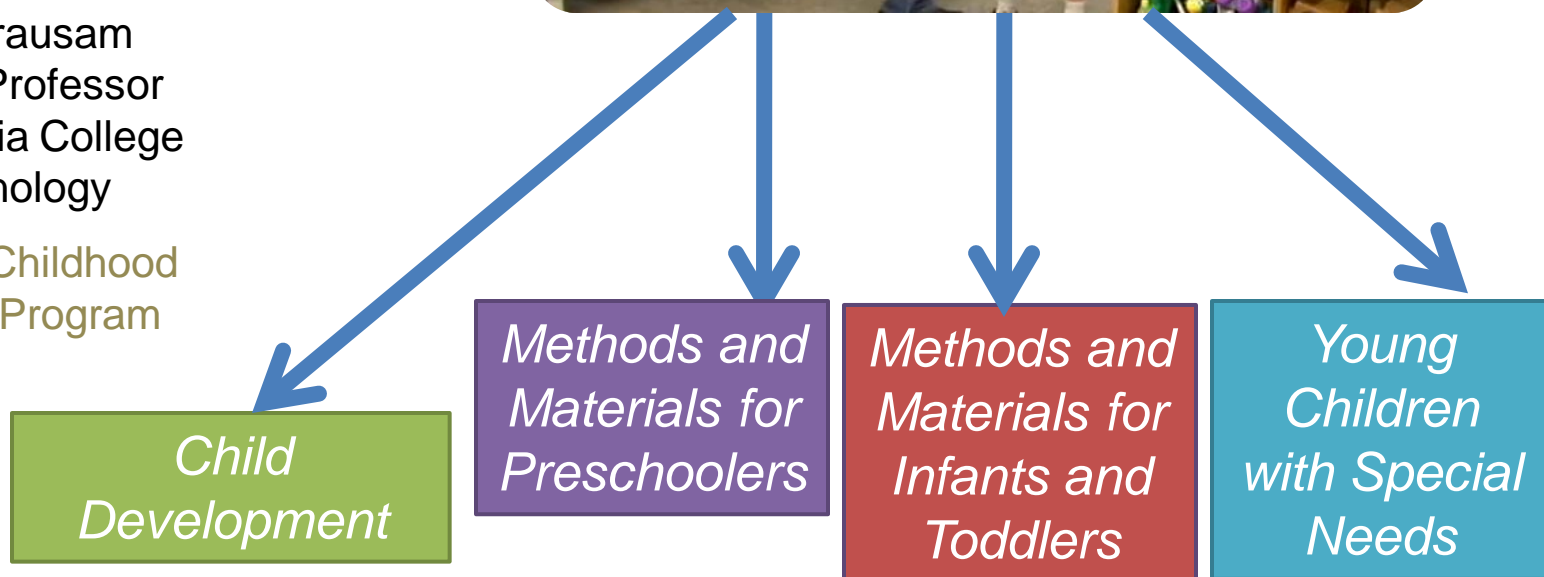 rausam
Professor
ia College
nology
Childhood
Program
Child
Development
Methods and
Materials for
Preschoolers
Methods and
Materials for
Infants and
Toddlers
Young
Children
with Special
Needs